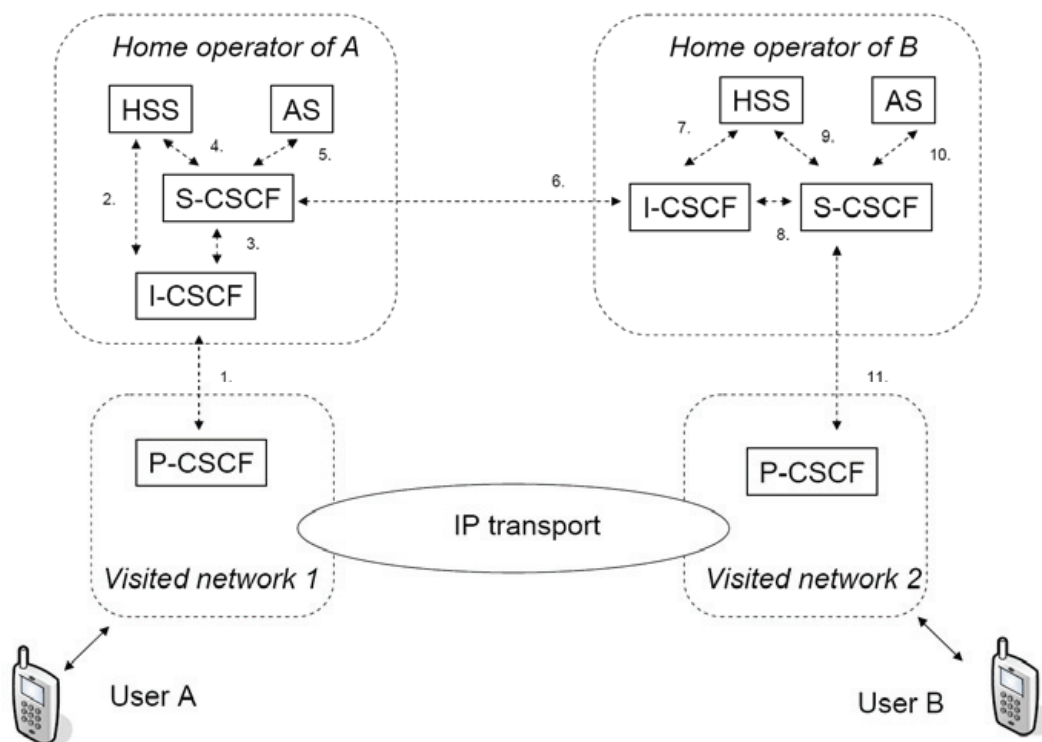 Home operator of A
HSS
AS
4.
5.
2.
S-CSCF
3.
I-CSCF
1.
P-CSCF
Visited network 1
User A
6.
IP transport
Home operator of B
HSS
AS
7.
9.
10.
I-CSCF
S-CSCF
8.
11.
P-CSCF
Visited network 2
User B